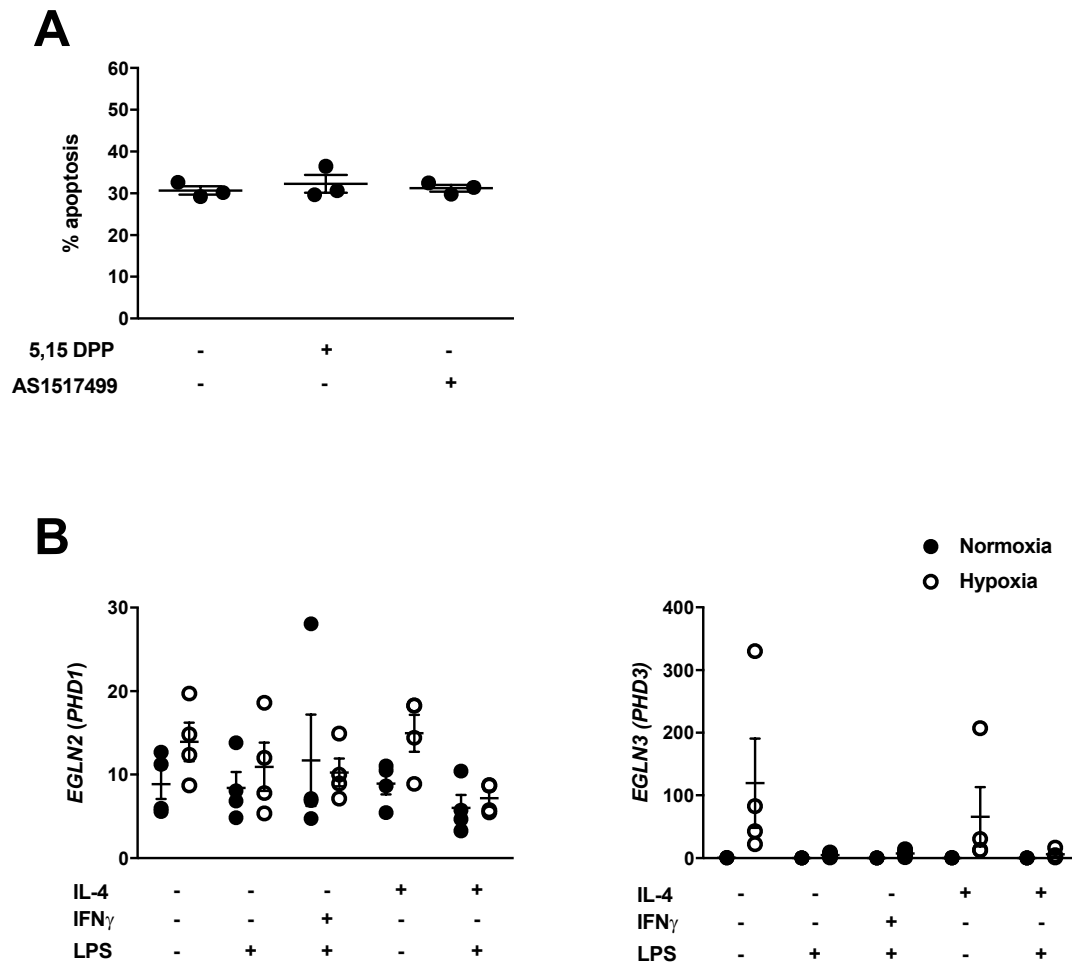 A
% apoptosis
60
50
40
30
20
10
0
5,15 DPP - + -
AS1517499 - - +
B
Normoxia
Hypoxia
EGLN2 (PHD1)
30
20
10
0
IL-4 - - - + +
IFNγ - - + - -
LPS - + + - +
EGLN3 (PHD3)
400
300
200
100
0
IL-4 - - - + +
IFNγ - - + - -
LPS - + + - +